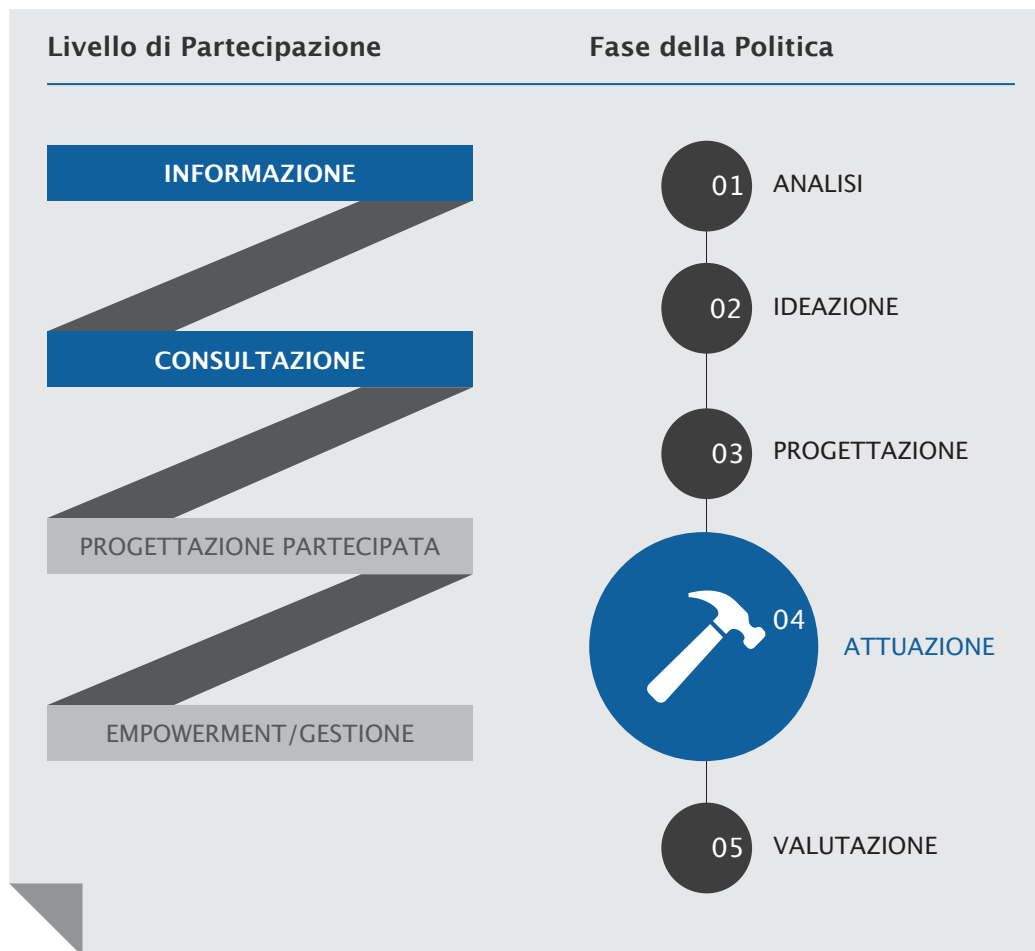 Livello di Partecipazione
Fase della Politica
INFORMAZIONE
CONSULTAZIONE
PROGETTAZIONE PARTECIPATA
EMPOWERMENT/GESTIONE
01 ANALISI
02 IDEAZIONE
03 PROGETTAZIONE
04 ATTUAZIONE
05 VALUTAZIONE